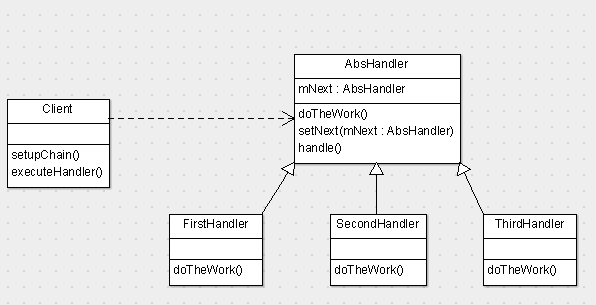 AbsHandler
mNext : AbsHandler
doTheWork()
setNext(mNext : AbsHandler)
handle()
Client
setupChain()
executeHandler()
FirstHandler
doTheWork()
SecondHandler
doTheWork()
ThirdHandler
doTheWork()